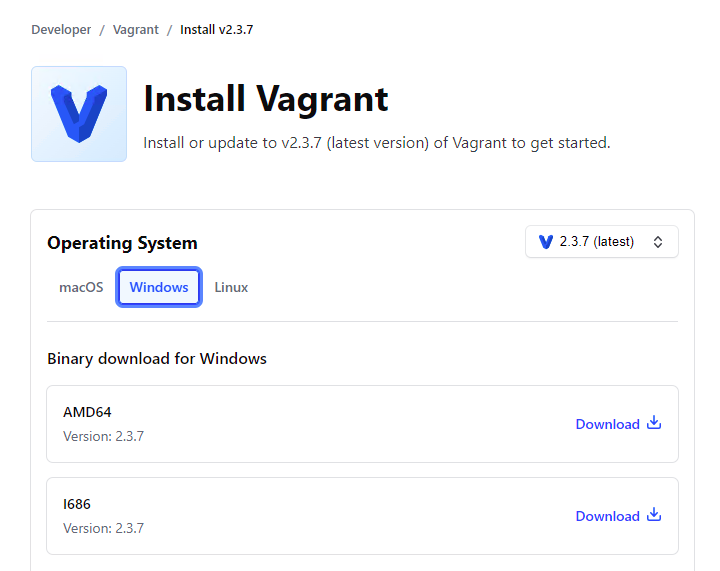 Developer / Vagrant / Install v2.3.7
Install Vagrant
Install or update to v2.3.7 (latest version) of Vagrant to get started.
Operating System
2.3.7 (latest)
macOS
Windows
Linux
Binary download for Windows
AMD64
Version: 2.3.7
Download
I686
Version: 2.3.7
Download